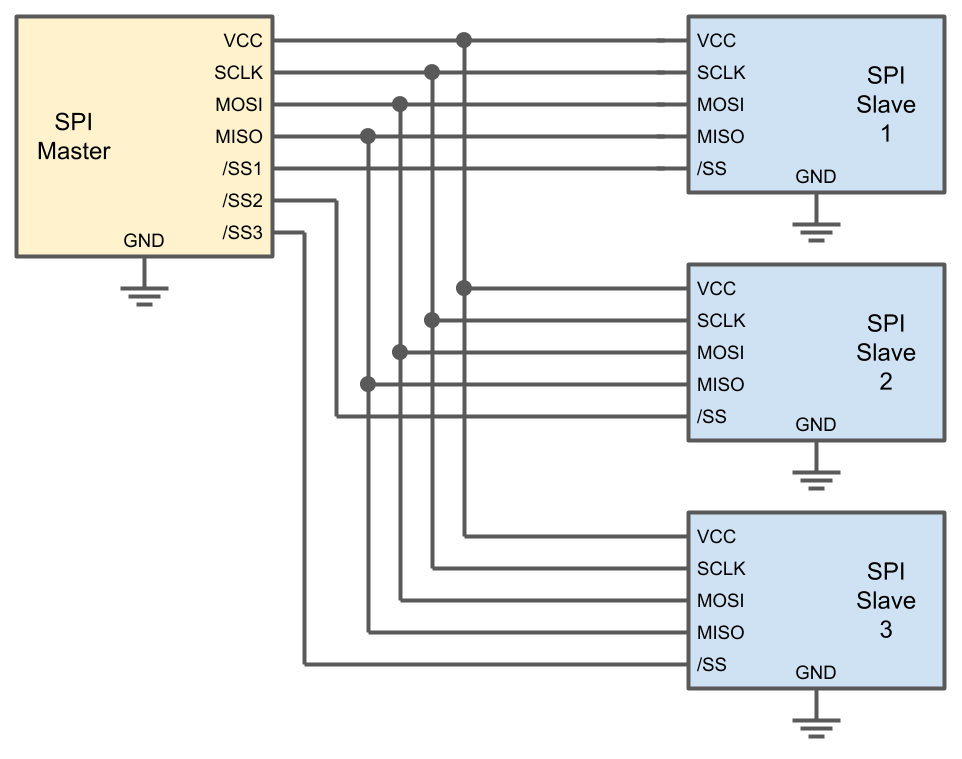 SPI
Master
VCC
SCLK
MOSI
MISO
/SS1
/SS2
/SS3
GND
VCC
SCLK
MOSI
MISO
/SS
SPI
Slave
1
GND
VCC
SCLK
MOSI
MISO
/SS
SPI
Slave
2
GND
VCC
SCLK
MOSI
MISO
/SS
SPI
Slave
3
GND